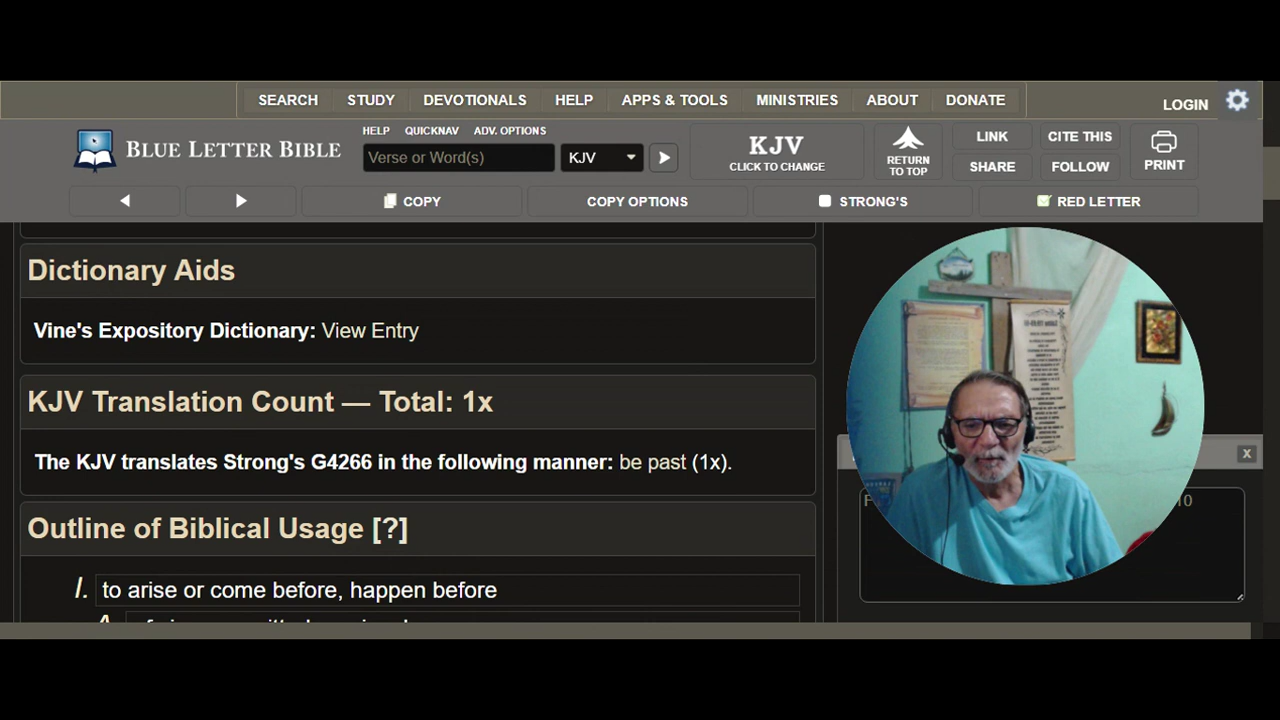 SEARCH STUDY DEVOTIONALS HELP APPS & TOOLS MINISTRIES ABOUT DONATE
LOGIN
BLUE LETTER BIBLE
HELP QUICKNAV ADV. OPTIONS
Verse or Word(s)
KJV
KJV
CLICK TO CHANGE
RETURN
TO TOP
LINK
CITE THIS
SHARE
FOLLOW
PRINT
COPY COPY OPTIONS STRONG'S RED LETTER
Dictionary Aids
Vine's Expository Dictionary: View Entry
KJV Translation Count — Total: 1x
The KJV translates Strong's G4266 in the following manner: be past (1x).
X
10
Outline of Biblical Usage [?]
I. to arise or come before, happen before